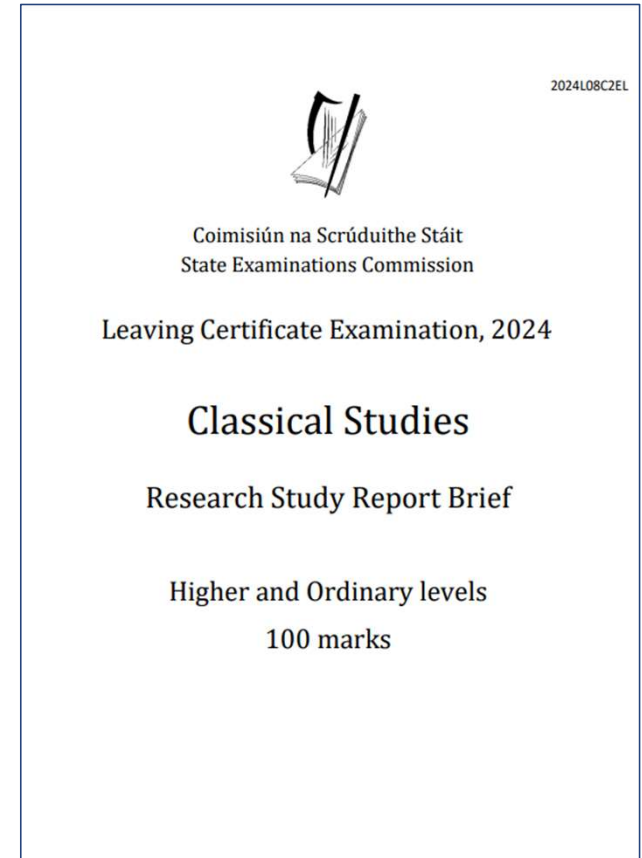 2024L08C2EL
Coimisiún na Scrúduithe Stáit
State Examinations Commission
Leaving Certificate Examination, 2024
Classical Studies
Research Study Report Brief
Higher and Ordinary levels
100 marks